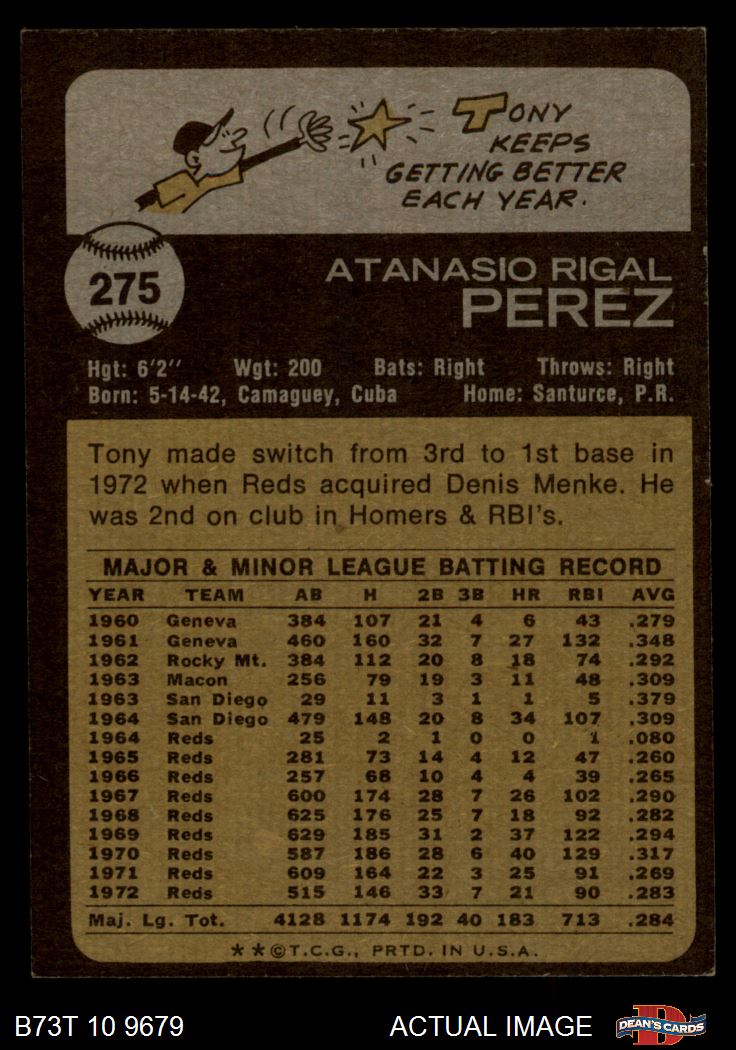 TONY
KEEPS
GETTING BETTER
EACH YEAR.
275
ATANASIO RIGAL
PEREZ
Hgt: 6'2" Wgt: 200 Bats: Right Throws: Right
Born: 5-14-42, Camaguey, Cuba Home: Santurce, P.R.
Tony made switch from 3rd to 1st base in
1972 when Reds acquired Denis Menke. He
was 2nd on club in Homers & RBI's.
MAJOR & MINOR LEAGUE BATTING RECORD
YEAR TEAM AB H 2B 3B HR RBI AVG
1960 Geneva 384 107 21 4 6 43 .279
1961 Geneva 460 160 32 7 27 132 .348
1962 Rocky Mt. 384 112 20 8 18 74 .292
1963 Macon 256 79 19 3 11 48 .309
1963 San Diego 29 11 3 1 1 5 .379
1964 San Diego 479 148 20 8 34 107 .309
1964 Reds 25 2 1 0 0 1 .080
1965 Reds 281 73 14 4 12 47 .260
1966 Reds 257 68 10 4 4 39 .265
1967 Reds 600 174 28 7 26 102 .290
1968 Reds 625 176 25 7 18 92 .282
1969 Reds 629 185 31 2 37 122 .294
1970 Reds 587 186 28 6 40 129 .317
1971 Reds 609 164 22 3 25 91 .269
1972 Reds 515 146 33 7 21 90 .283
Maj. Lg. Tot. 4128 1174 192 40 183 713 .284
**©T.C.G., PRTD. IN U.S.A.
B73T 10 9679 ACTUAL IMAGE D DEAN'S CARDS